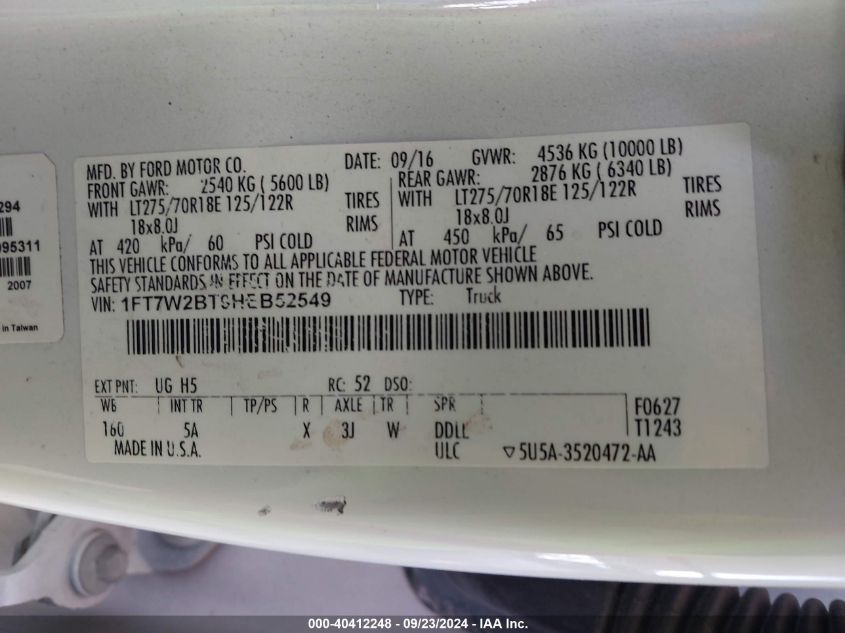 294
095311
2007
in Taiwan
MFD. BY FORD MOTOR CO. DATE: 09/16 GVWR: 4536 KG (10000 LB)
FRONT GAWR: 2540 KG ( 5600 LB) REAR GAWR: 2876 KG ( 6340 LB)
WITH LT275/70R18E 125/122R TIRES WITH LT275/70R18E 125/122R TIRES
18x8.0J RIMS 18x8.0J RIMS
AT 420 kPa/ 60 PSI COLD AT 450 kPa/ 65 PSI COLD
THIS VEHICLE CONFORMS TO ALL APPLICABLE FEDERAL MOTOR VEHICLE
SAFETY STANDARDS IN EFFECT ON THE DATE OF MANUFACTURE SHOWN ABOVE.
VIN: 1FT7W2BT9HEB52549 TYPE: Truck
EXT PNT: UG H5 RC: 52 DSO:
WB INT TR TP/PS R AXLE TR SPR F0627
160 5A X 3J W DDLL T1243
MADE IN U.S.A. ULC ▽5U5A-3520472-AA
000-40412248 - 09/23/2024 - IAA Inc.